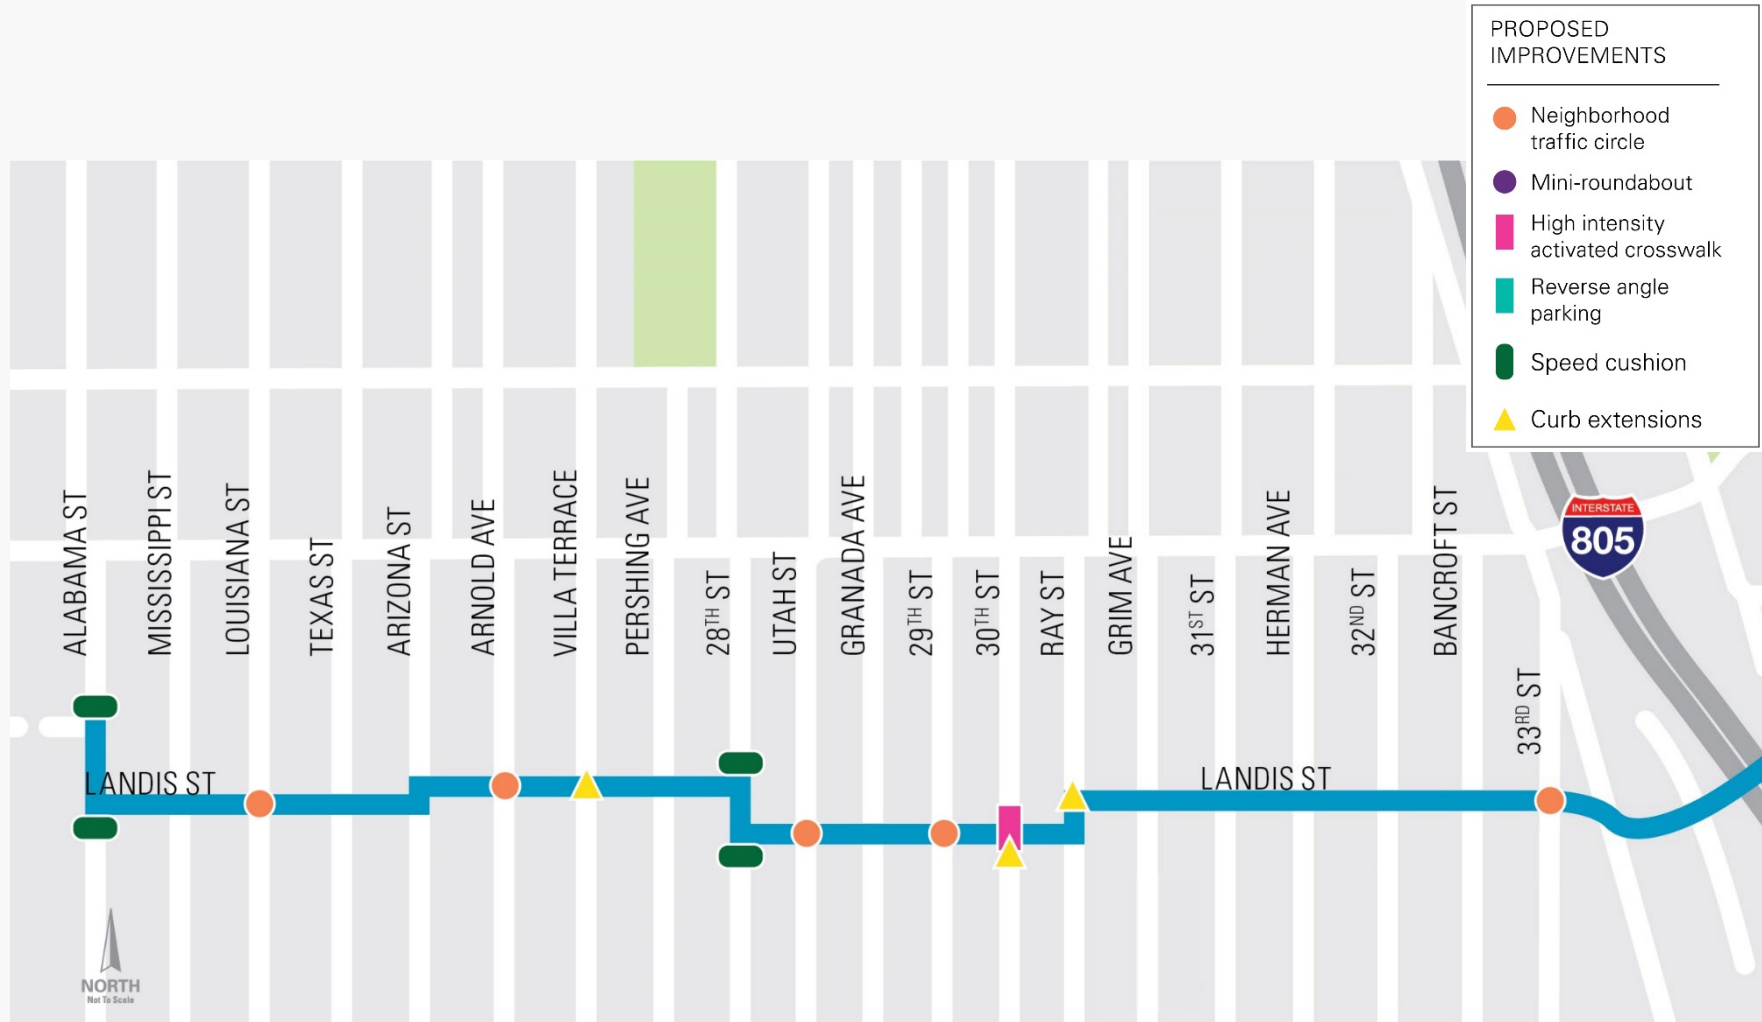 PROPOSED
IMPROVEMENTS
Neighborhood
traffic circle
Mini-roundabout
High intensity
activated crosswalk
Reverse angle
parking
Speed cushion
Curb extensions
INTERSTATE
805
ALABAMA ST
MISSISSIPPI ST
LOUISIANA ST
TEXAS ST
ARIZONA ST
ARNOLD AVE
VILLA TERRACE
PERSHING AVE
28TH ST
UTAH ST
GRANADA AVE
29TH ST
30TH ST
RAY ST
GRIM AVE
31ST ST
HERMAN AVE
32ND ST
BANCROFT ST
33RD ST
LANDIS ST
LANDIS ST
NORTH
Not To Scale